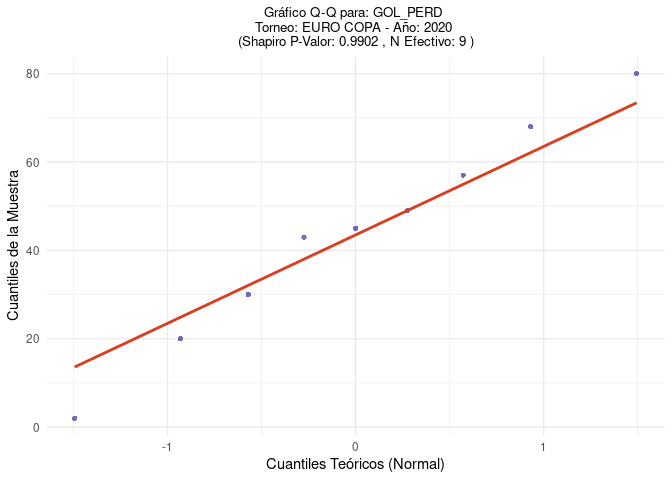 Gráfico Q-Q para: GOL_PERD
Torneo: EURO COPA - Año: 2020
(Shapiro P-Valor: 0.9902 , N Efectivo: 9 )
Cuantiles de la Muestra
80
60
40
20
0
-1
0
1
Cuantiles Teóricos (Normal)